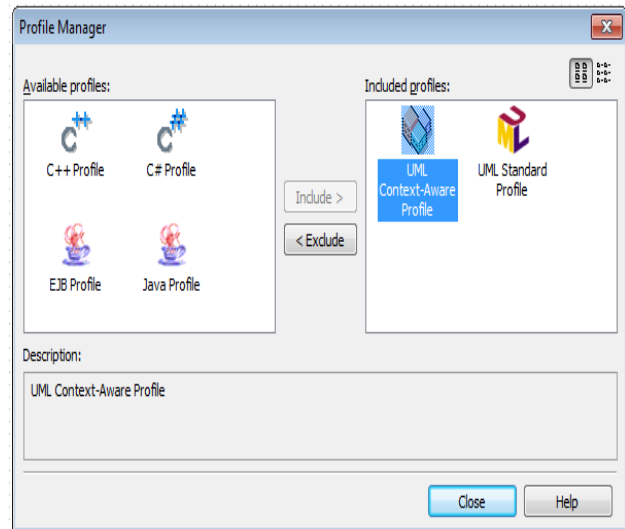 Profile Manager
Available profiles:
Included profiles:
C++ Profile
C# Profile
EJB Profile
Java Profile
Include >
< Exclude
UML
Context-Aware
Profile
UML Standard
Profile
Description:
UML Context-Aware Profile
Close
Help